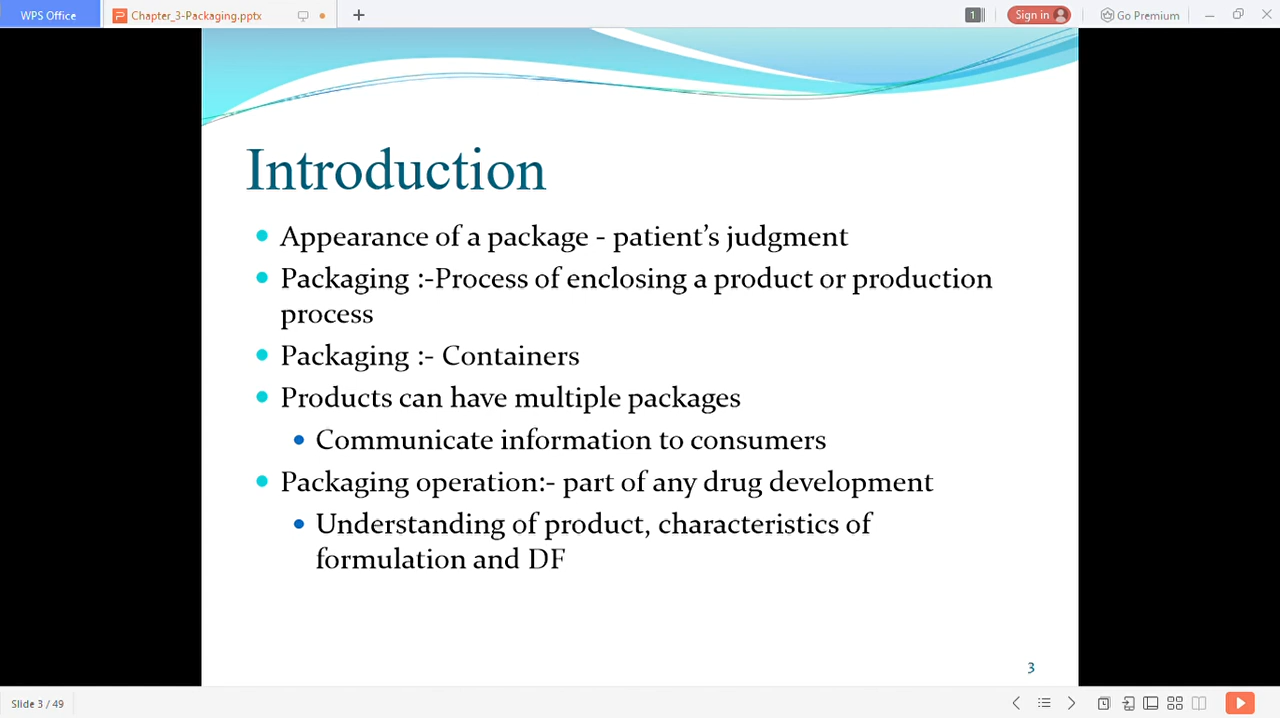 WPS Office
Chapter_3-Packaging.pptx
1
Sign in
Go Premium
Introduction
Appearance of a package - patient's judgment
Packaging :-Process of enclosing a product or production
process
Packaging :- Containers
Products can have multiple packages
Communicate information to consumers
Packaging operation:- part of any drug development
Understanding of product, characteristics of
formulation and DF
3
Slide 3 / 49